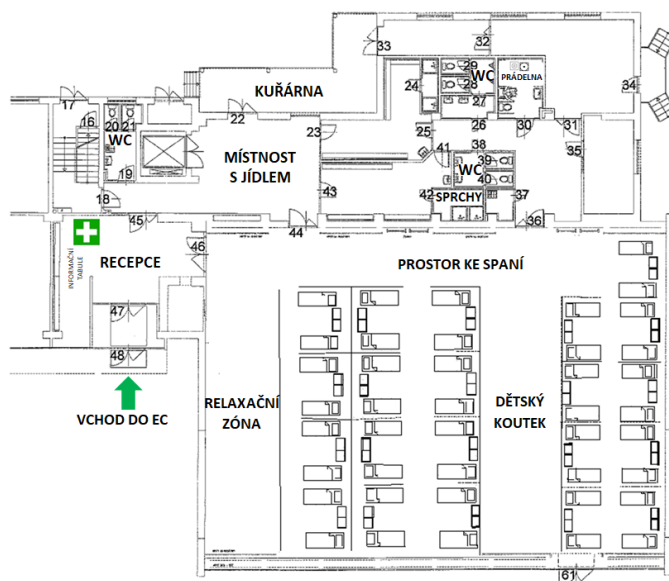 33
32
KUŘÁRNA
29
WC
28
PRÁDELNA
24
27
34
17
16
20
21
WC
22
23
25
26
30
31
MÍSTNOST
S JÍDLEM
38
41
39
35
19
WC
40
18
43
42
SPRCHY
37
45
44
36
46
INFORMAČNÍ
TABULE
RECEPCE
PROSTOR KE SPANÍ
47
48
VCHOD DO EC
RELAXAČNÍ
ZÓNA
DĚTSKÝ
KOUTEK
61